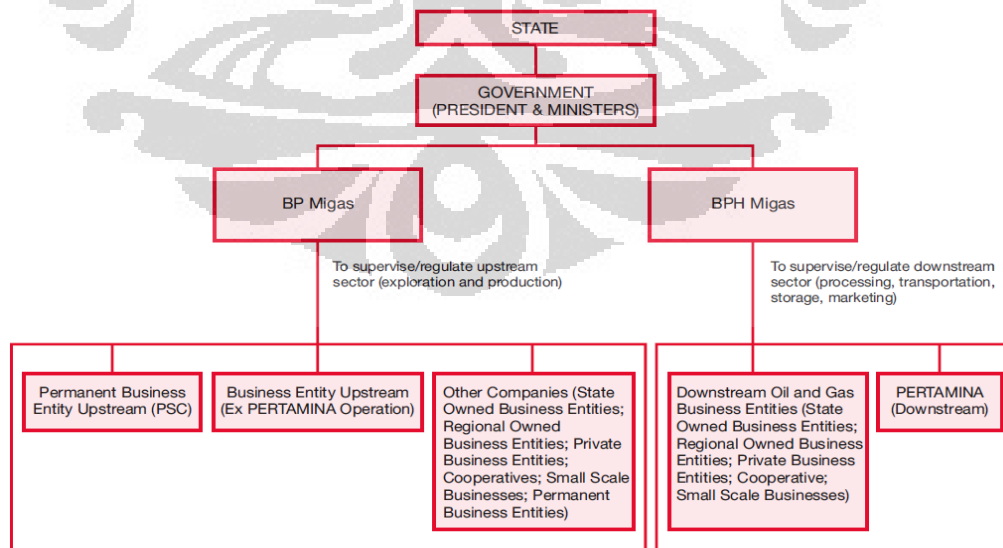 STATE
GOVERNMENT
(PRESIDENT & MINISTERS)
BP Migas
BPH Migas
To supervise/regulate upstream
sector (exploration and production)
To supervise/regulate downstream
sector (processing, transportation,
storage, marketing)
Permanent Business
Entity Upstream (PSC)
Business Entity Upstream
(Ex PERTAMINA Operation)
Other Companies (State
Owned Business Entities;
Regional Owned
Business Entities; Private
Business Entities;
Cooperatives; Small Scale
Businesses; Permanent
Business Entities)
Downstream Oil and Gas
Business Entities (State
Owned Business Entities;
Regional Owned Business
Entities; Private Business
Entities; Cooperative;
Small Scale Businesses)
PERTAMINA
(Downstream)